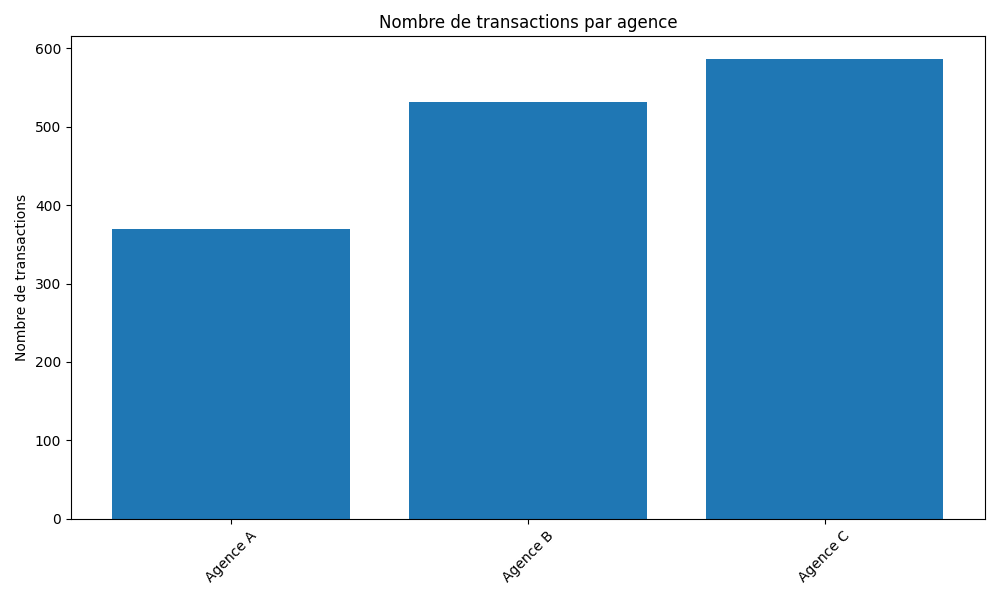 Nombre de transactions par agence
Nombre de transactions
600
500
400
300
200
100
0
Agence A
Agence B
Agence C